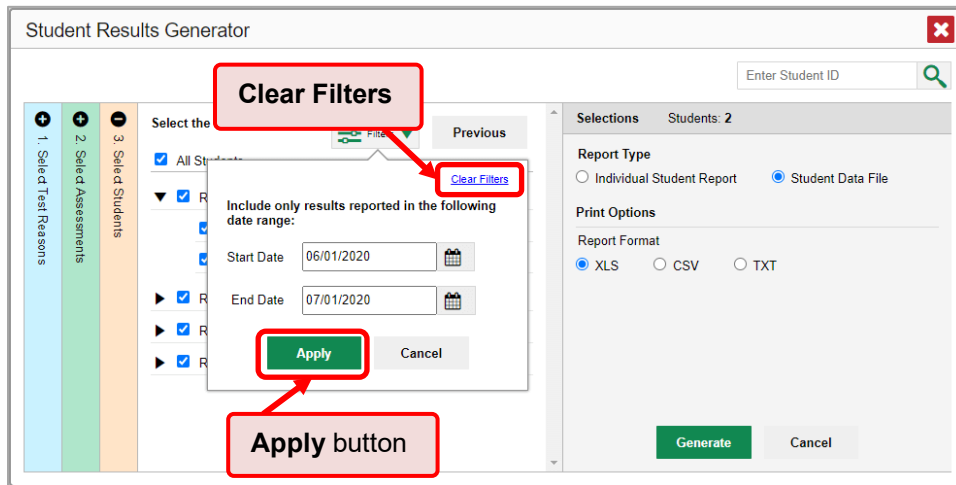 Student Results Generator
Enter Student ID
Clear Filters
1. Select Test Reasons
2. Select Assessments
3. Select Students
Select the
Filters
Previous
All Students
Clear Filters
R
Include only results reported in the following
date range:
Start Date 06/01/2020
End Date 07/01/2020
R
R
R
Apply
Cancel
Apply button
Selections Students: 2
Report Type
Individual Student Report Student Data File
Print Options
Report Format
XLS CSV TXT
Generate Cancel